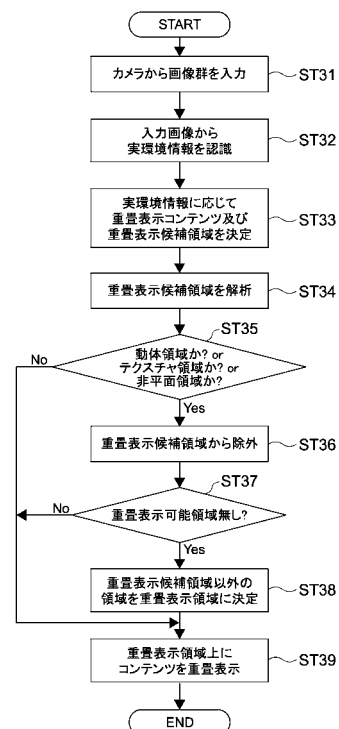 START
カメラから画像群を入力
ST31
入力画像から
実環境情報を認識
ST32
実環境情報に応じて
重畳表示コンテンツ及び
重畳表示候補領域を決定
ST33
重畳表示候補領域を解析
ST34
ST35
動体領域か? or
テクスチャ領域か? or
非平面領域か?
No
Yes
重畳表示候補領域から除外
ST36
ST37
重畳表示可能領域無し?
No
Yes
重畳表示候補領域以外の
領域を重畳表示領域に決定
ST38
重畳表示領域上に
コンテンツを重畳表示
ST39
END